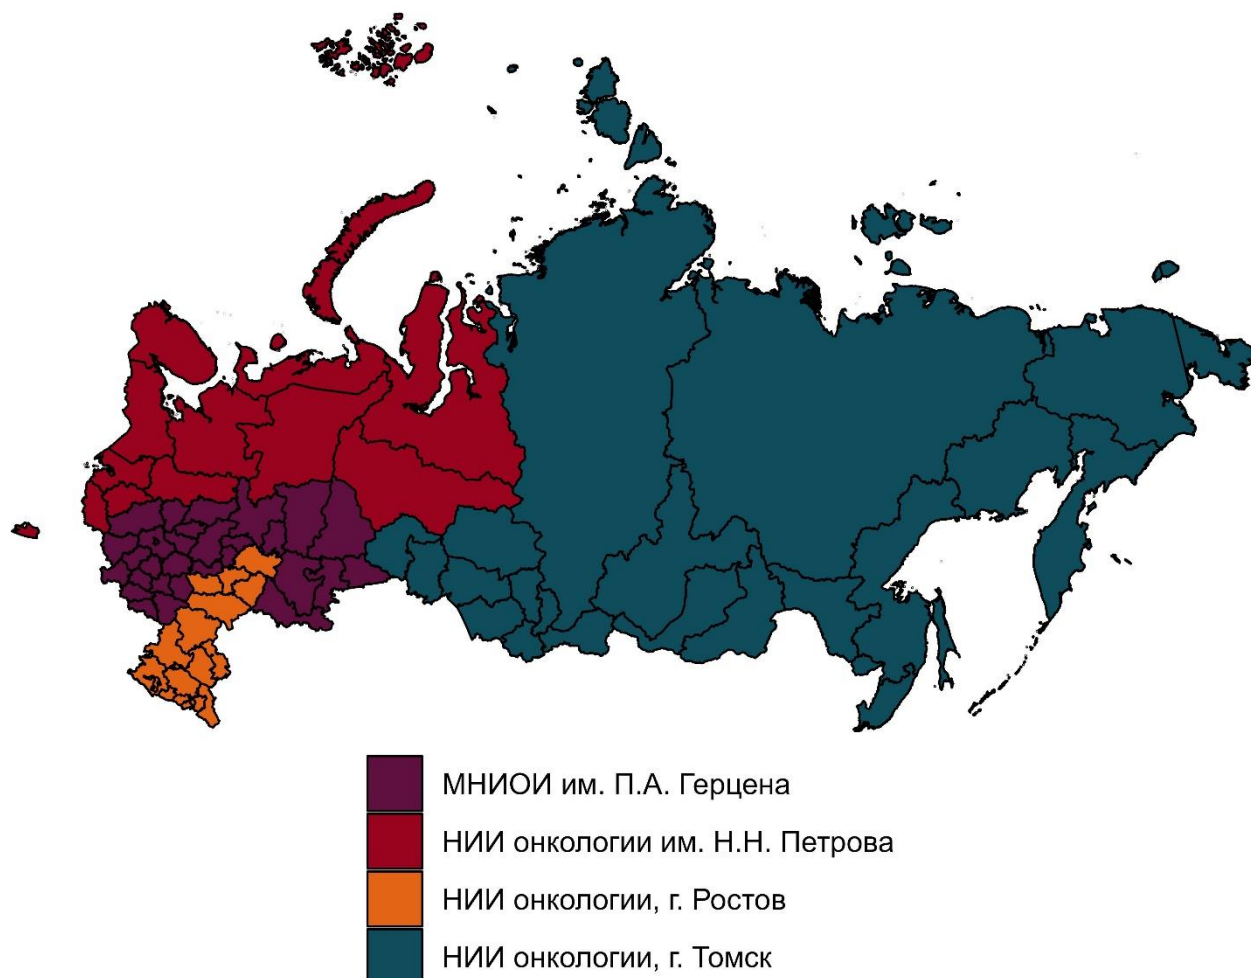 МНИОИ им. П.А. Герцена
НИИ онкологии им. Н.Н. Петрова
НИИ онкологии, г. Ростов
НИИ онкологии, г. Томск